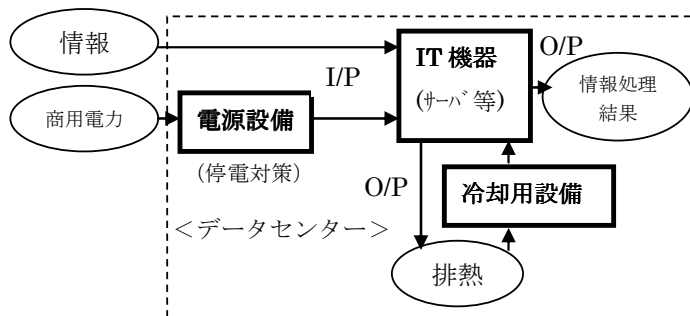 情報
I/P
IT 機器
(ｻｰﾊﾞ等)
O/P
情報処理
結果
商用電力
電源設備
(停電対策)
O/P
冷却用設備
＜データセンター＞
排熱